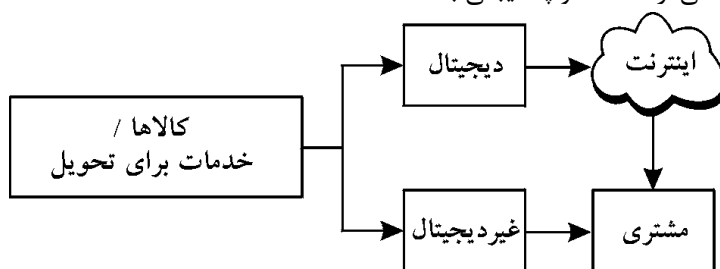 دیجیتال
اینترنت
کالاها /
خدمات برای تحویل
غیردیجیتال
مشتری